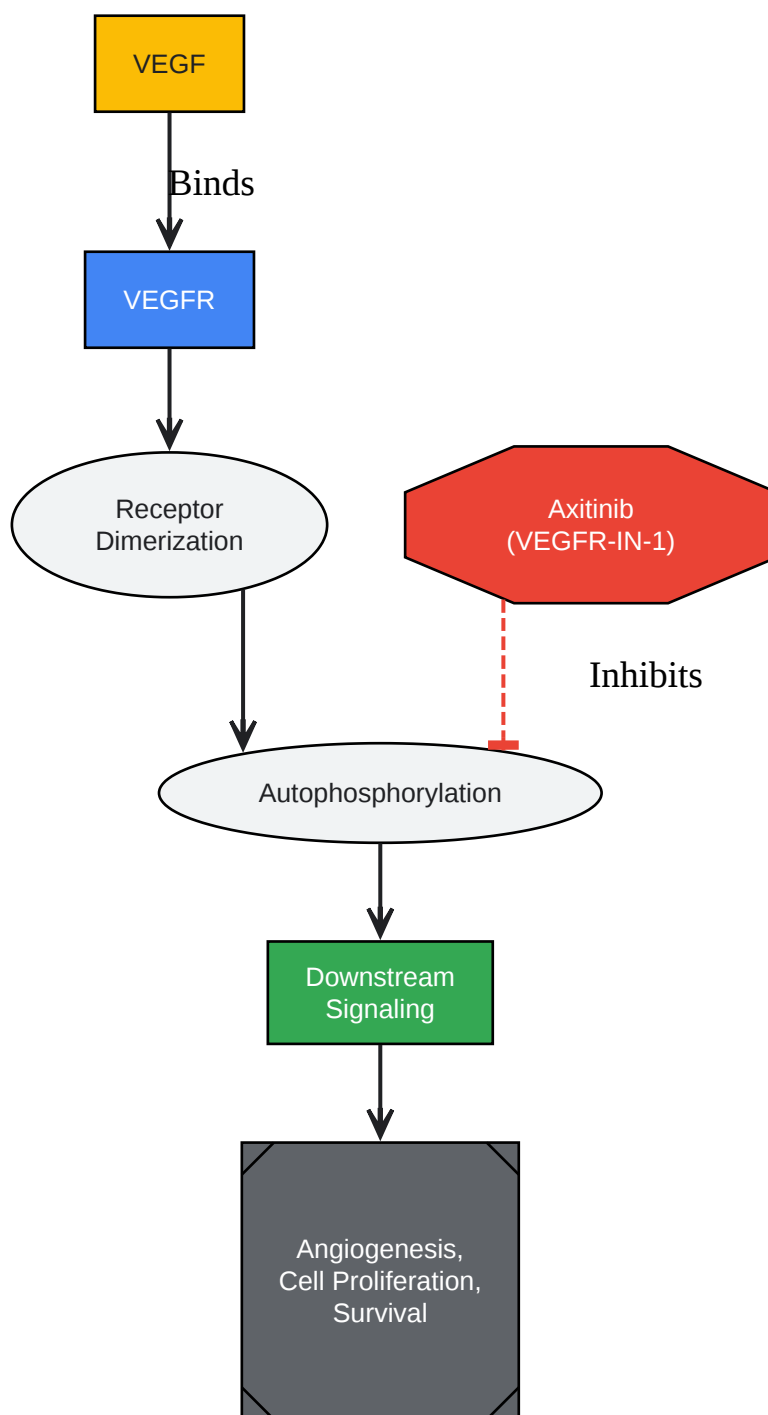 VEGF
Binds
VEGFR
Receptor
Dimerization
Axitinib
(VEGFR-IN-1)
Inhibits
Autophosphorylation
Downstream
Signaling
Angiogenesis,
Cell Proliferation,
Survival